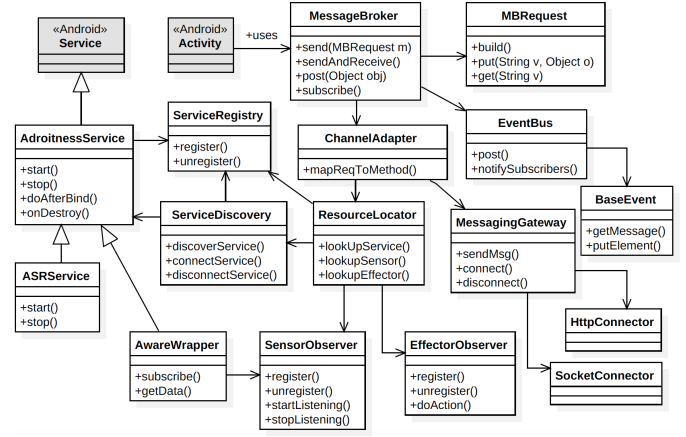 «Android»
Service
«Android»
Activity
+uses
MessageBroker
+send(MBRequest m)
+sendAndReceive()
+post(Object obj)
+subscribe()
MBRequest
+build()
+put(String v, Object o)
+get(String v)
AdroitnessService
+start()
+stop()
+doAfterBind()
+onDestroy()
ServiceRegistry
+register()
+unregister()
ChannelAdapter
+mapReqToMethod()
EventBus
+post()
+notifySubscribers()
BaseEvent
+getMessage()
+putElement()
ServiceDiscovery
+discoverService()
+connectService()
+disconnectService()
ResourceLocator
+lookUpService()
+lookupSensor()
+lookupEffector()
MessagingGateway
+sendMsg()
+connect()
+disconnect()
ASRService
+start()
+stop()
HttpConnector
AwareWrapper
+subscribe()
+getData()
SensorObserver
+register()
+unregister()
+startListening()
+stopListening()
EffectorObserver
+register()
+unregister()
+doAction()
SocketConnector